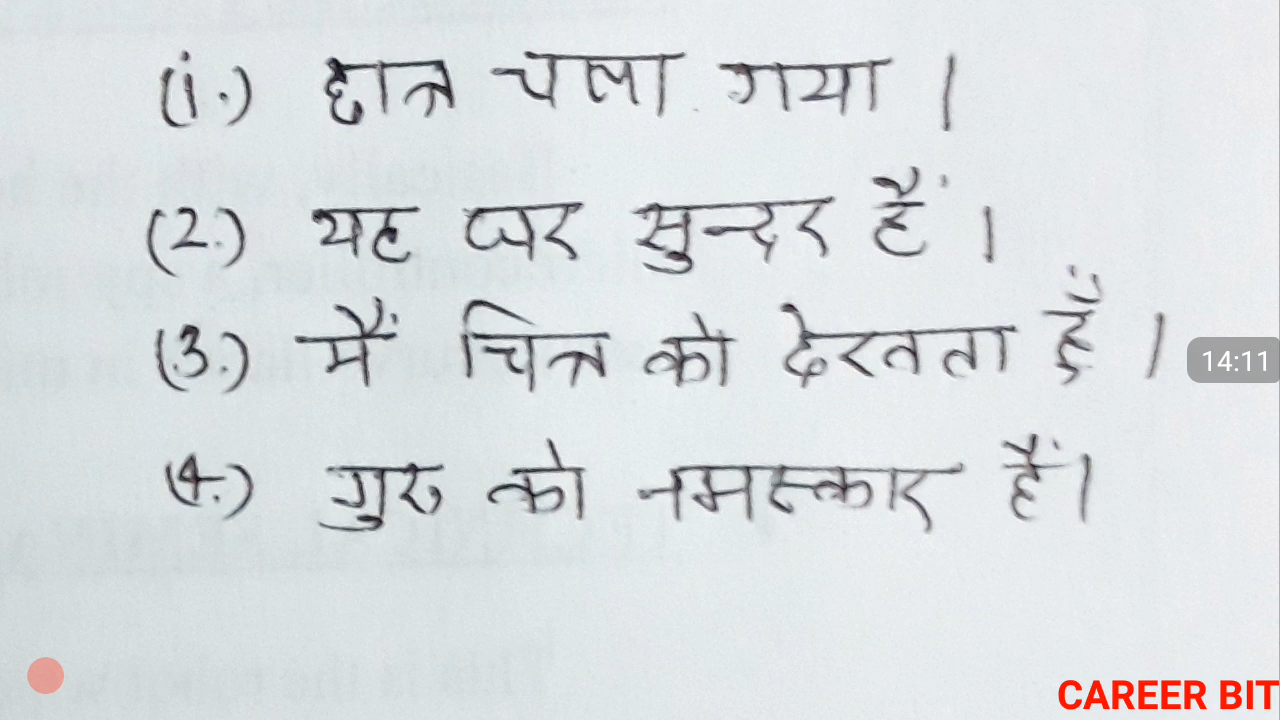 (1.) छात्र चला गया ।
(2.) यह घर सुन्दर हैं ।
(3.) मैं चित्र को देखता हूँ ।
14:11
(4.) गुरु को नमस्कार हैं।
CAREER BIT